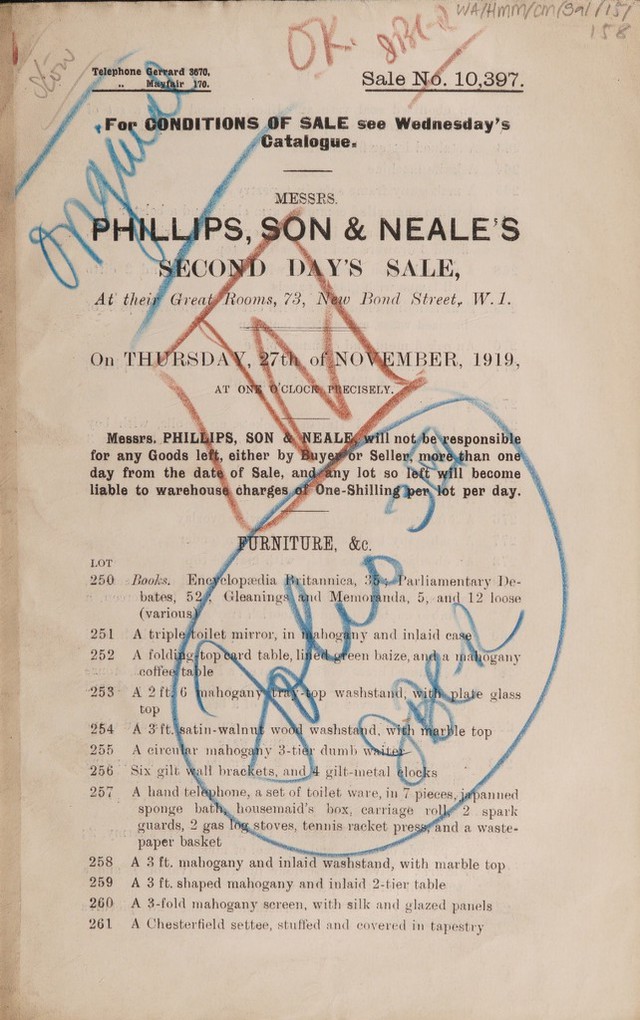 WA/Hmm/cm/Sal/15/
158
Stow
OK.
Original
Telephone Gerrard 3670,
„ Mayfair 170.
Sale No. 10,397.
For CONDITIONS OF SALE see Wednesday's
Catalogue.
MESSRS.
PHILLIPS, SON & NEALE'S
SECOND DAY'S SALE,
At their Great Rooms, 73, New Bond Street, W.1.
On THURSDAY, 27th of NOVEMBER, 1919,
AT ONE O'CLOCK PRECISELY.
Messrs. PHILLIPS, SON & NEALE, will not be responsible
for any Goods left, either by Buyer or Seller, more than one
day from the date of Sale, and any lot so left will become
liable to warehouse charges of One-Shilling per lot per day.
FURNITURE, &c.
LOT
250 Books. Encyclopædia Britannica, 35; Parliamentary De-
bates, 52; Gleanings and Memoranda, 5, and 12 loose
(various)
251 A triple toilet mirror, in mahogany and inlaid case
252 A folding-top card table, lined green baize, and a mahogany
coffee table
253 A 2 ft. 6 mahogany tray-top washstand, with plate glass
top
254 A 3 ft. satin-walnut wood washstand, with marble top
255 A circular mahogany 3-tier dumb waiter
256 Six gilt wall brackets, and 4 gilt-metal clocks
257 A hand telephone, a set of toilet ware, in 7 pieces, japanned
sponge bath, housemaid's box, carriage roll, 2 spark
guards, 2 gas log stoves, tennis racket press, and a waste-
paper basket
258 A 3 ft. mahogany and inlaid washstand, with marble top
259 A 3 ft. shaped mahogany and inlaid 2-tier table
260 A 3-fold mahogany screen, with silk and glazed panels
261 A Chesterfield settee, stuffed and covered in tapestry
Folio